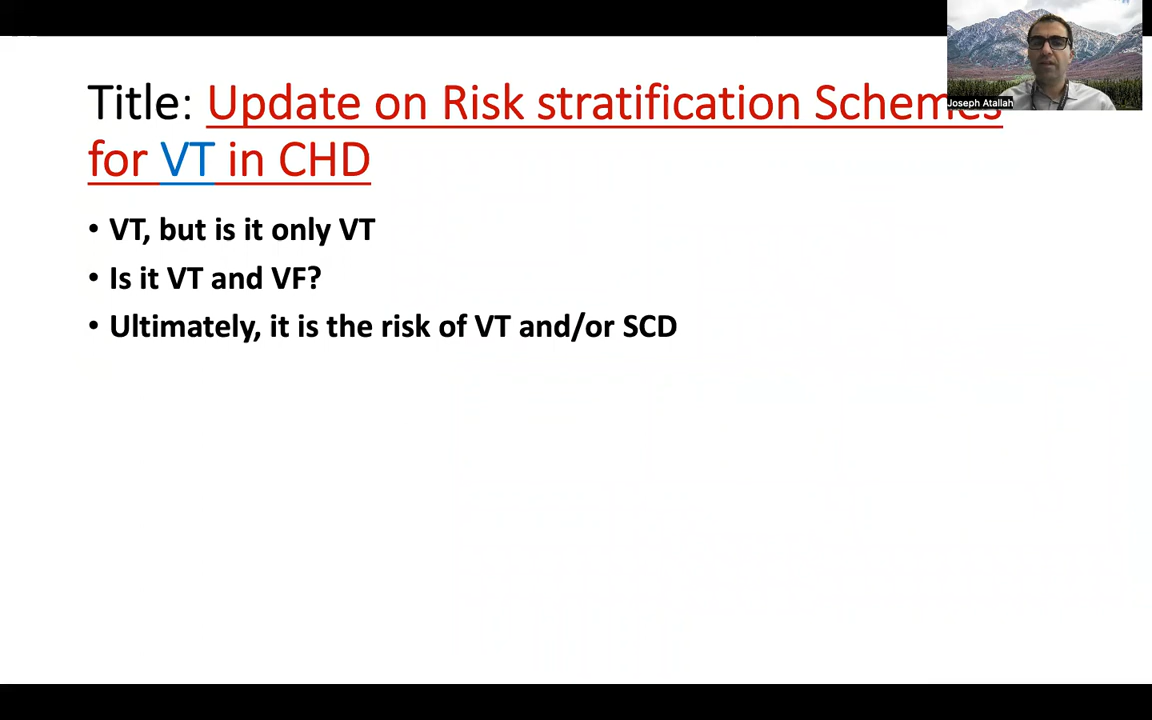 Title: Update on Risk stratification Schemes
for VT in CHD
• VT, but is it only VT
• Is it VT and VF?
• Ultimately, it is the risk of VT and/or SCD
Joseph Atallah